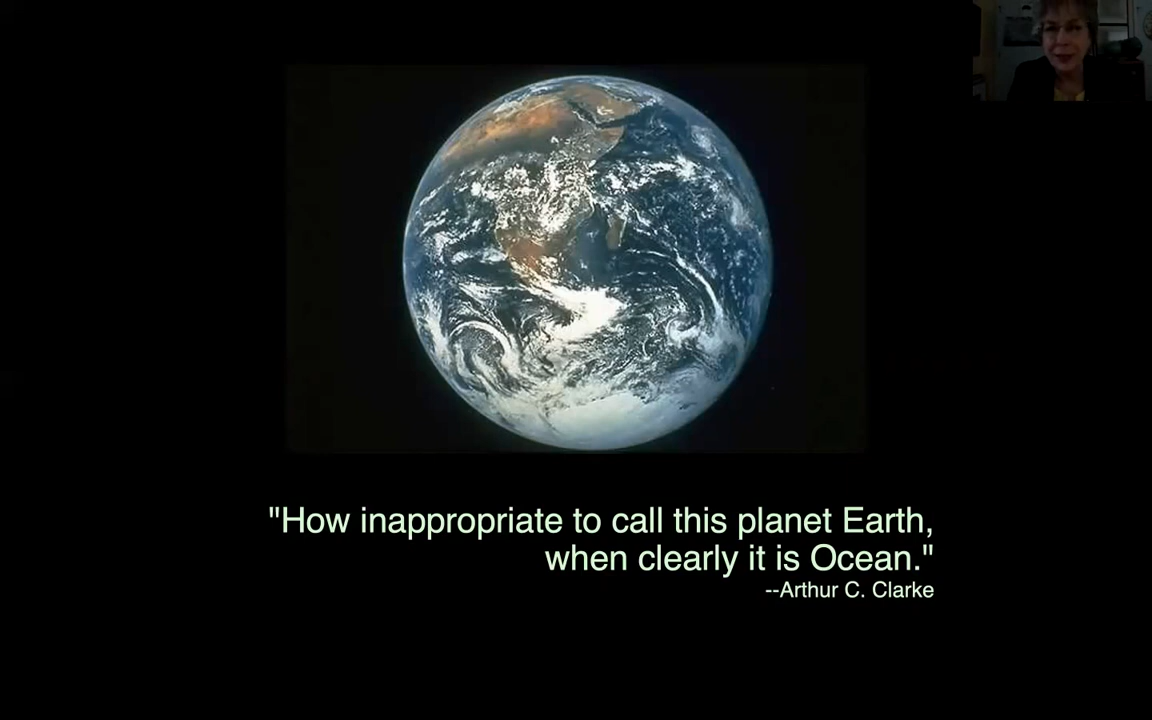 "How inappropriate to call this planet Earth,
when clearly it is Ocean."
--Arthur C. Clarke